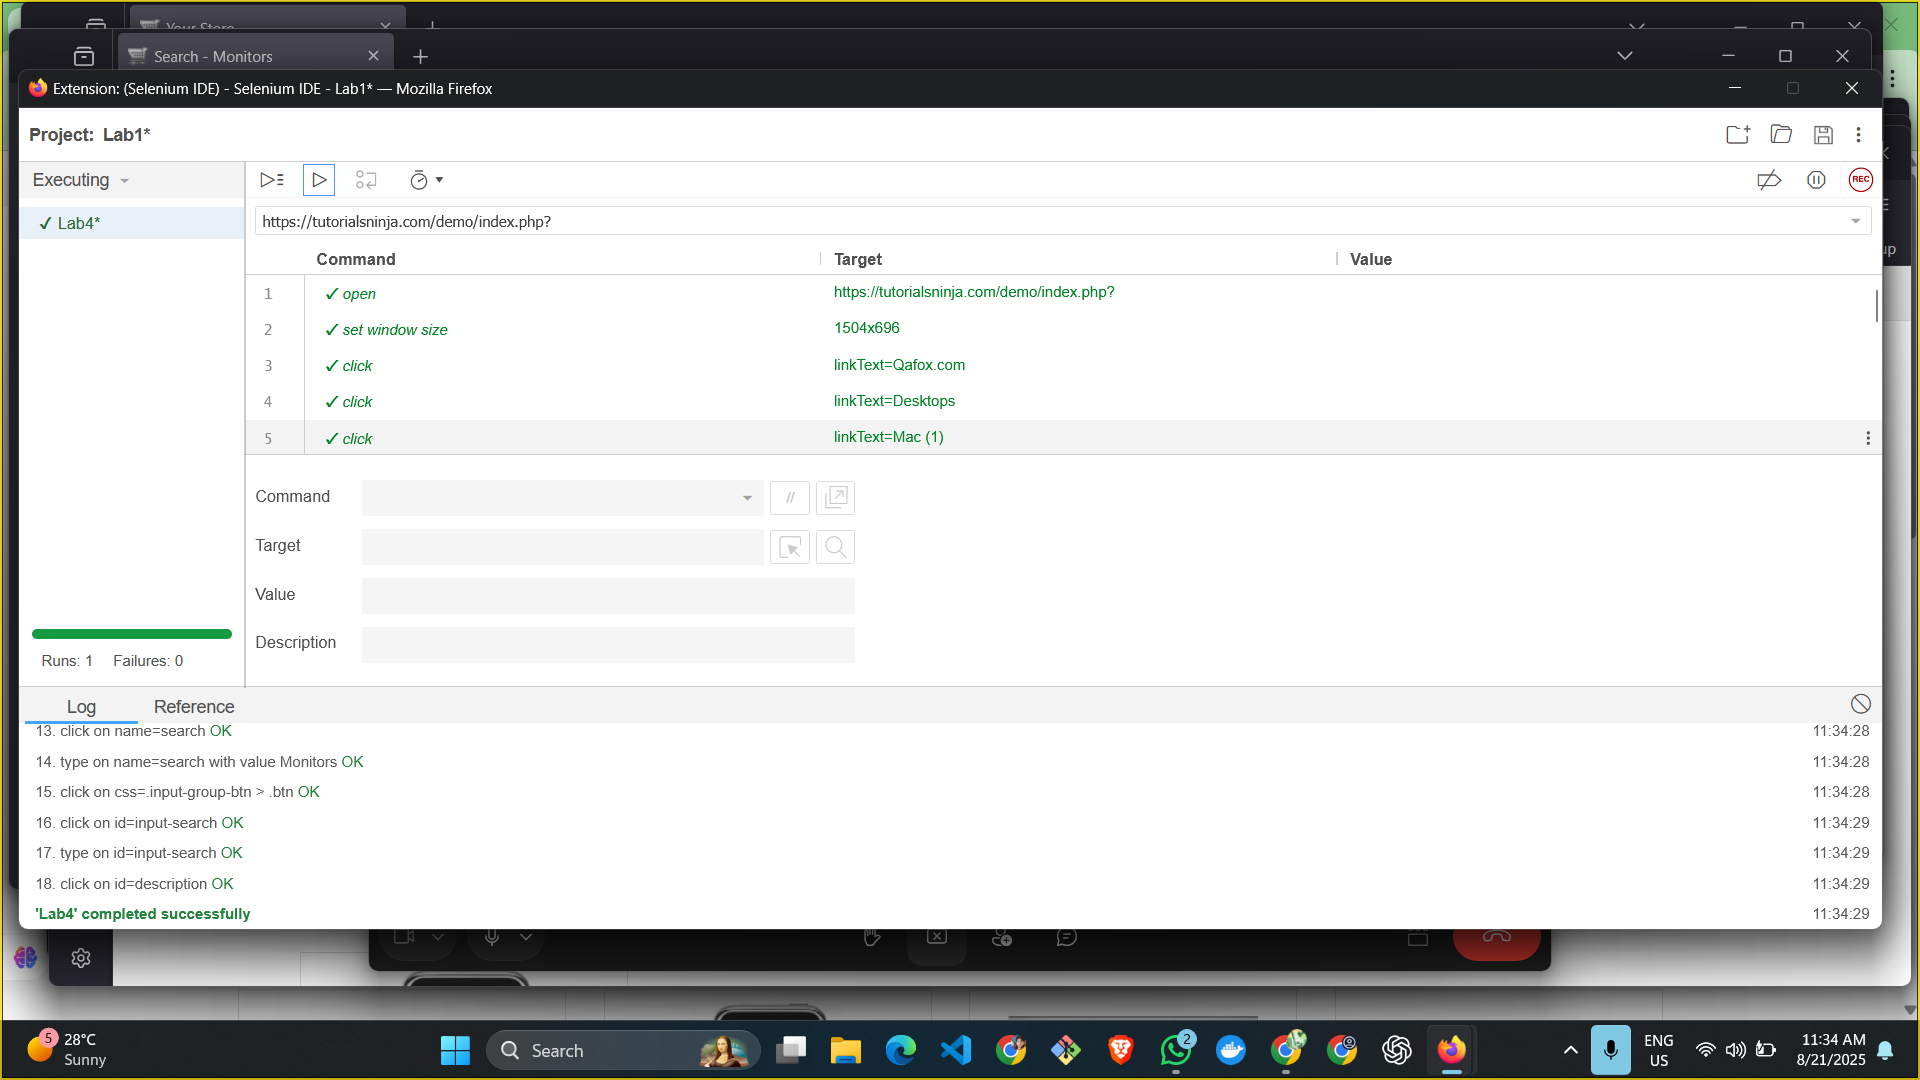 Your Store
Search - Monitors
Extension: (Selenium IDE) - Selenium IDE - Lab1* — Mozilla Firefox
Project: Lab1*
Executing
REC
✓ Lab4*
https://tutorialsninja.com/demo/index.php?
up
Command Target Value
1 ✓ open https://tutorialsninja.com/demo/index.php?
2 ✓ set window size 1504x696
3 ✓ click linkText=Qafox.com
4 ✓ click linkText=Desktops
5 ✓ click linkText=Mac (1)
Command
//
Target
Value
Description
Runs: 1 Failures: 0
Log Reference
13. click on name=search OK 11:34:28
14. type on name=search with value Monitors OK 11:34:28
15. click on css=.input-group-btn > .btn OK 11:34:28
16. click on id=input-search OK 11:34:29
17. type on id=input-search OK 11:34:29
18. click on id=description OK 11:34:29
'Lab4' completed successfully 11:34:29
5
28°C
Sunny
Search
2
ENG
US
11:34 AM
8/21/2025